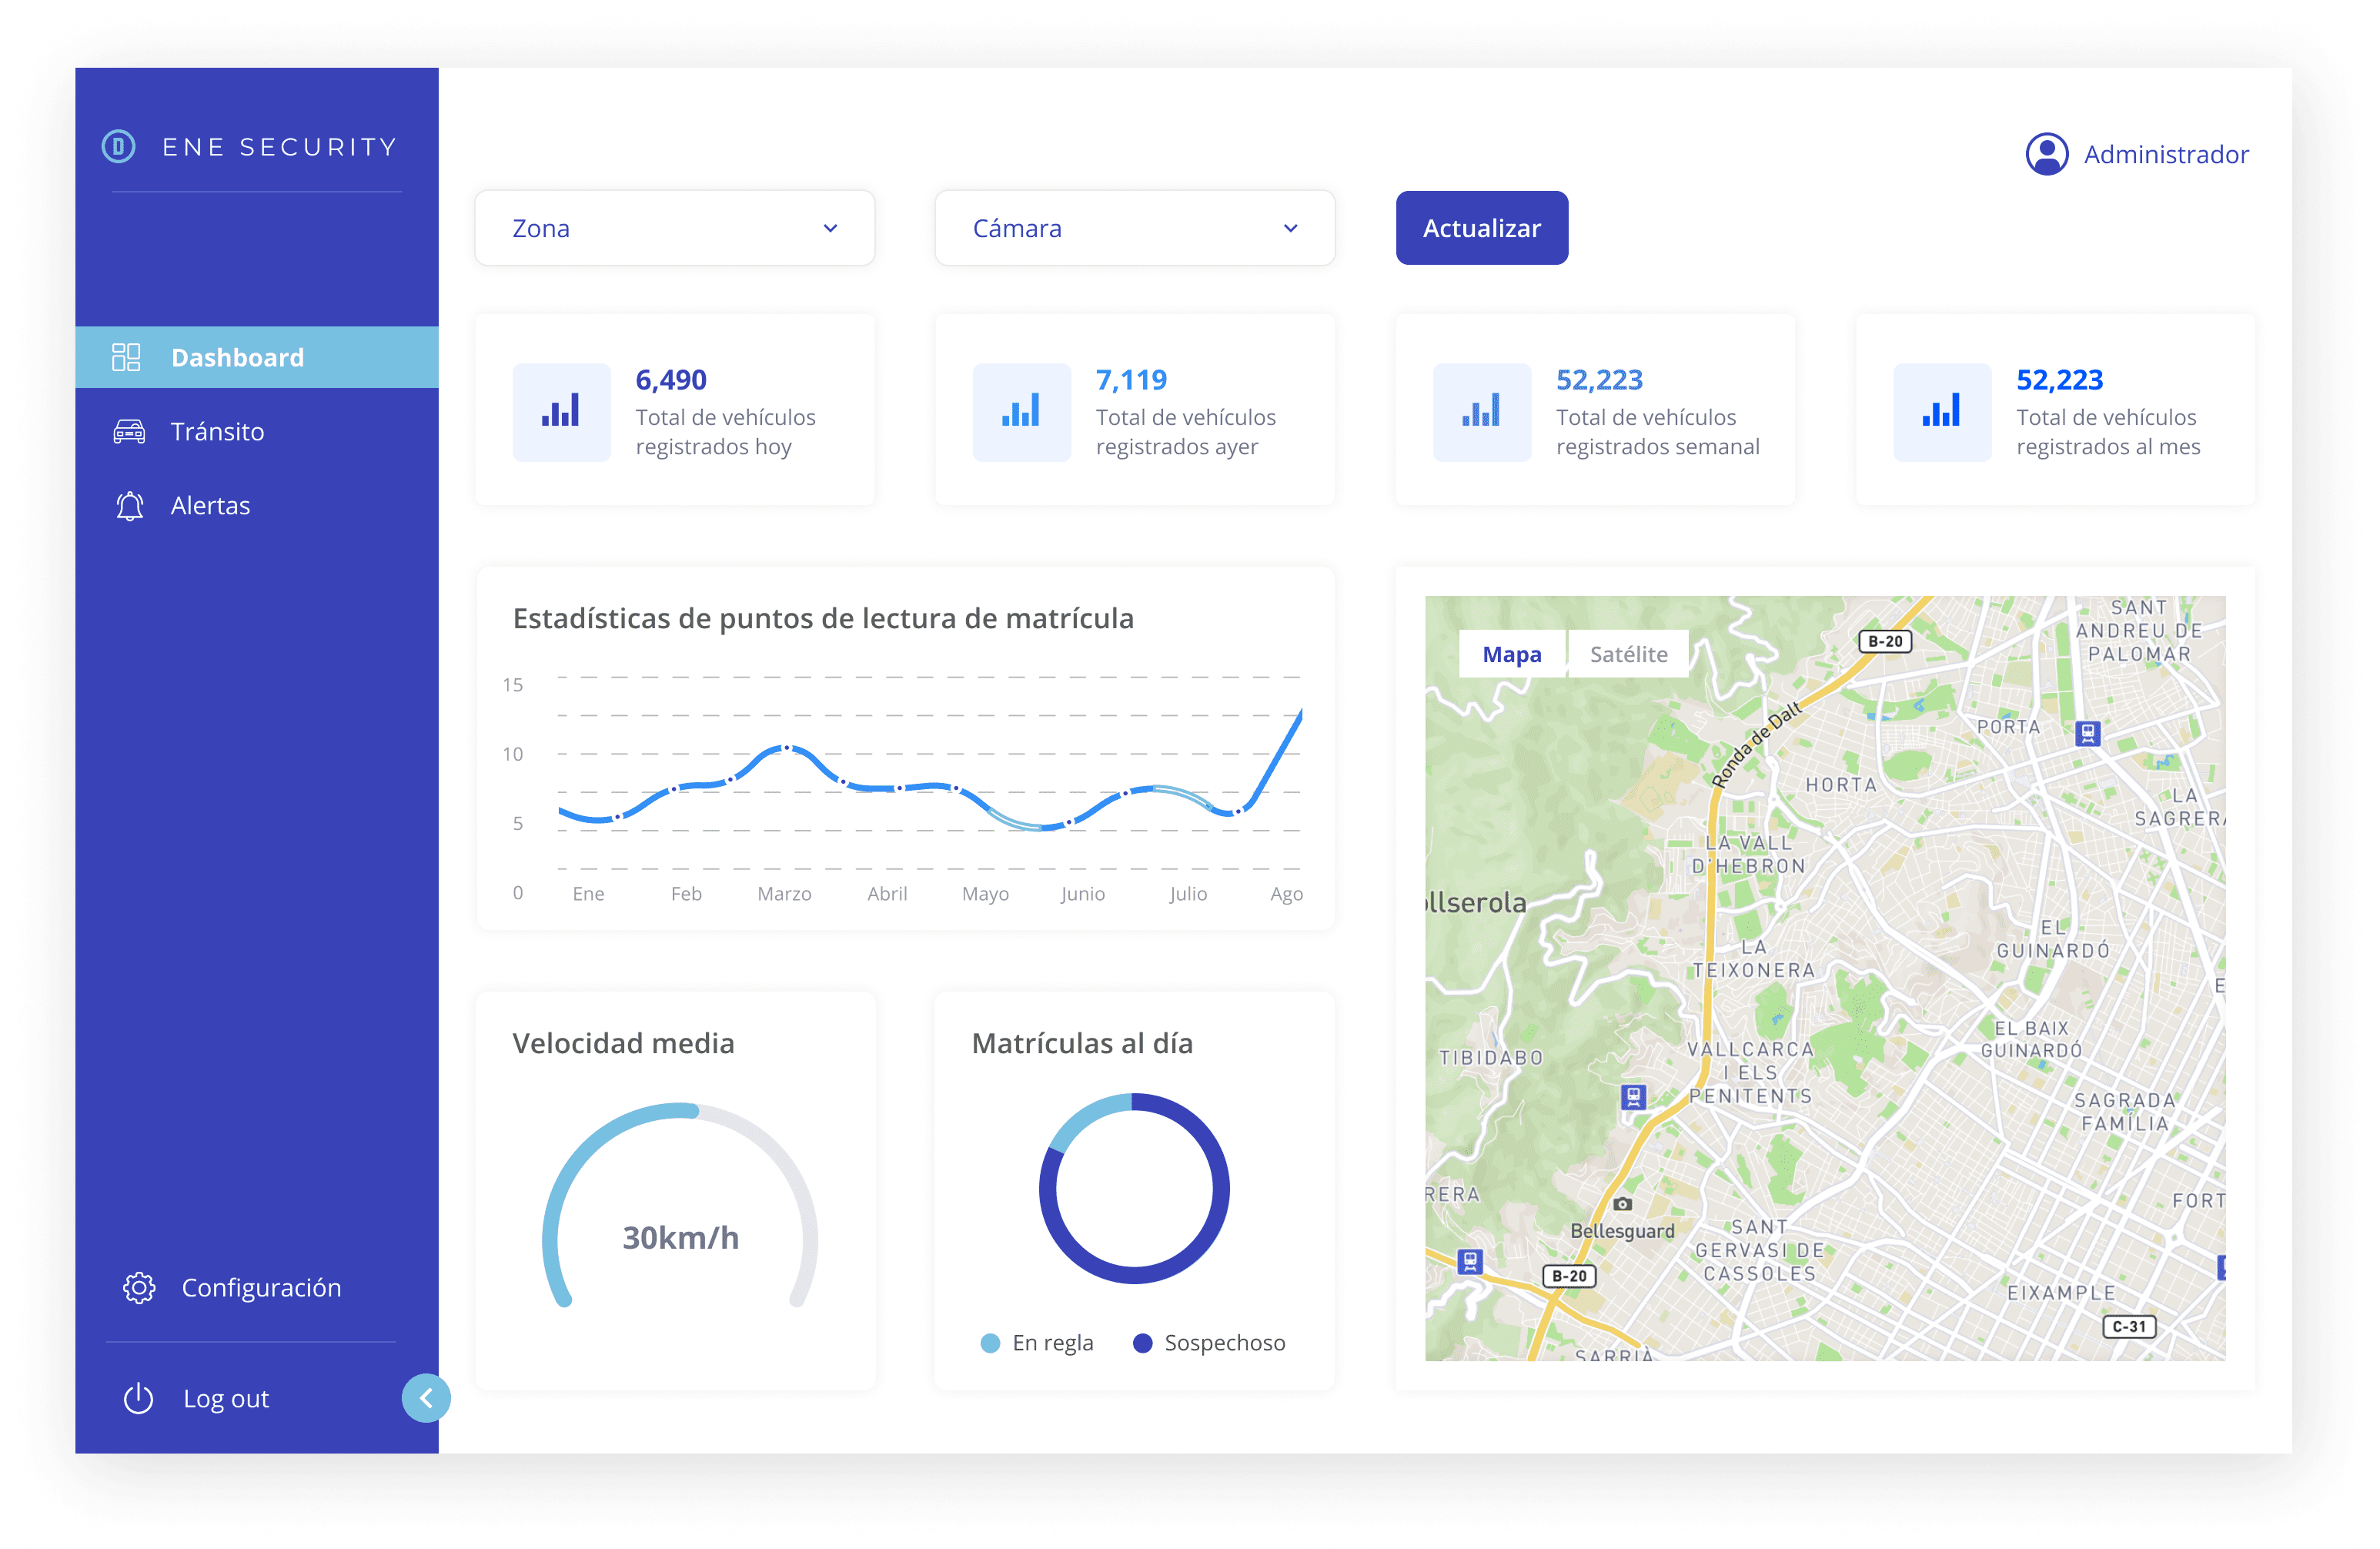 ENE SECURITY
Administrador
Zona
Cámara
Actualizar
Dashboard
Tránsito
Alertas
Configuración
Log out
6,490
Total de vehículos
registrados hoy
7,119
Total de vehículos
registrados ayer
52,223
Total de vehículos
registrados semanal
52,223
Total de vehículos
registrados al mes
Estadísticas de puntos de lectura de matrícula
15
10
5
0
Ene Feb Marzo Abril Mayo Junio Julio Ago
Velocidad media
30km/h
Matrículas al día
En regla Sospechoso
Mapa Satélite
SANT
ANDREU DE
PALOMAR
B-20
Ronda de Dalt
PORTA
HORTA
LA
SAGRERA
LA VALL
D'HEBRON
ollserola
EL
GUINARDÓ
LA
TEIXONERA
E
EL BAIX
GUINARDÓ
TIBIDABO
VALLCARCA
I ELS
PENITENTS
SAGRADA
FAMÍLIA
RERA
FORT
Bellesguard
SANT
GERVASI DE
CASSOLES
B-20
EIXAMPLE
C-31
SARRIÀ